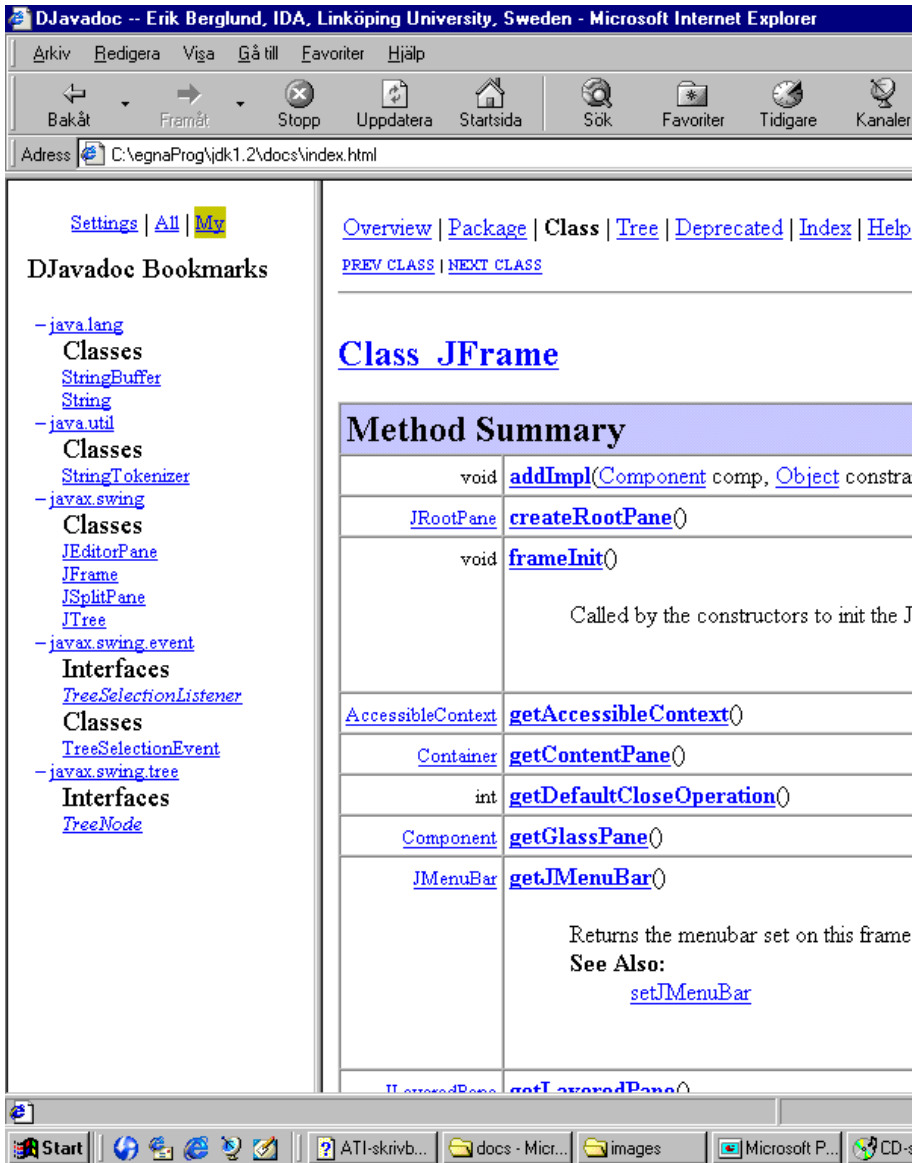 DJavadoc -- Erik Berglund, IDA, Linköping University, Sweden - Microsoft Internet Explorer
Arkiv Redigera Visa Gå till Favoriter Hjälp
Bakåt Framåt Stopp Uppdatera Startsida Sök Favoriter Tidigare Kanaler
Adress C:\egnaProg\jdk1.2\docs\index.html
Settings | All | My
DJavadoc Bookmarks
– java.lang
Classes
StringBuffer
String
– java.util
Classes
StringTokenizer
– javax.swing
Classes
JEditorPane
JFrame
JSplitPane
JTree
– javax.swing.event
Interfaces
TreeSelectionListener
Classes
TreeSelectionEvent
– javax.swing.tree
Interfaces
TreeNode
Overview | Package | Class | Tree | Deprecated | Index | Help
PREV CLASS | NEXT CLASS
Class JFrame
Method Summary
void addImpl(Component comp, Object constra
JRootPane createRootPane()
void frameInit()
Called by the constructors to init the J
AccessibleContext getAccessibleContext()
Container getContentPane()
int getDefaultCloseOperation()
Component getGlassPane()
JMenuBar getJMenuBar()
Returns the menubar set on this frame
See Also:
setJMenuBar
JLayeredPane getLayeredPane()
Start ATI-skrivb... docs - Micr... images Microsoft P... CD-s